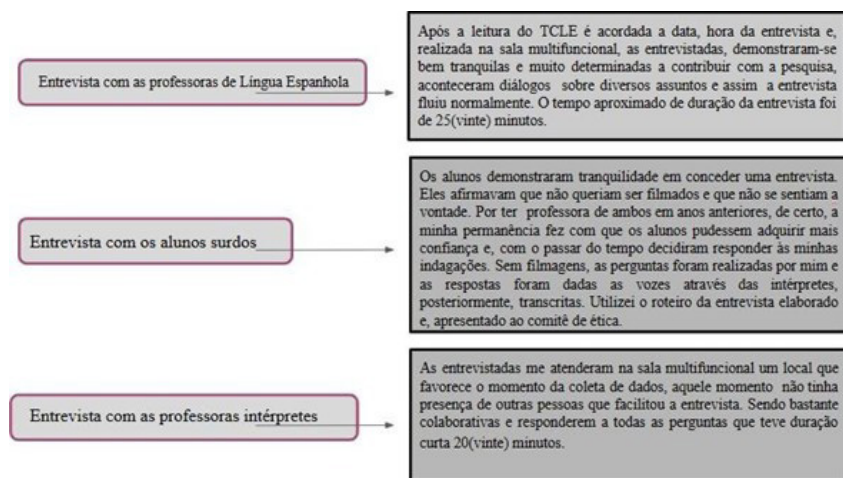 Entrevista com as professoras de Língua Espanhola
Após a leitura do TCLE é acordada a data, hora da entrevista e,
realizada na sala multifuncional, as entrevistadas, demonstraram-se
bem tranquilas e muito determinadas a contribuir com a pesquisa,
aconteceram diálogos sobre diversos assuntos e assim a entrevista
fluiu normalmente. O tempo aproximado de duração da entrevista foi
de 25(vinte) minutos.
Entrevista com os alunos surdos
Os alunos demonstraram tranquilidade em conceder uma entrevista.
Eles afirmavam que não queriam ser filmados e que não se sentiam a
vontade. Por ter professora de ambos em anos anteriores, de certo, a
minha permanência fez com que os alunos pudessem adquirir mais
confiança e, com o passar do tempo decidiram responder às minhas
indagações. Sem filmagens, as perguntas foram realizadas por mim e
as respostas foram dadas as vozes através das intérpretes,
posteriormente, transcritas. Utilizei o roteiro da entrevista elaborado
e, apresentado ao comitê de ética.
Entrevista com as professoras intérpretes
As entrevistadas me atenderam na sala multifuncional um local que
favorece o momento da coleta de dados, aquele momento não tinha
presença de outras pessoas que facilitou a entrevista. Sendo bastante
colaborativas e responderem a todas as perguntas que teve duração
curta 20(vinte) minutos.